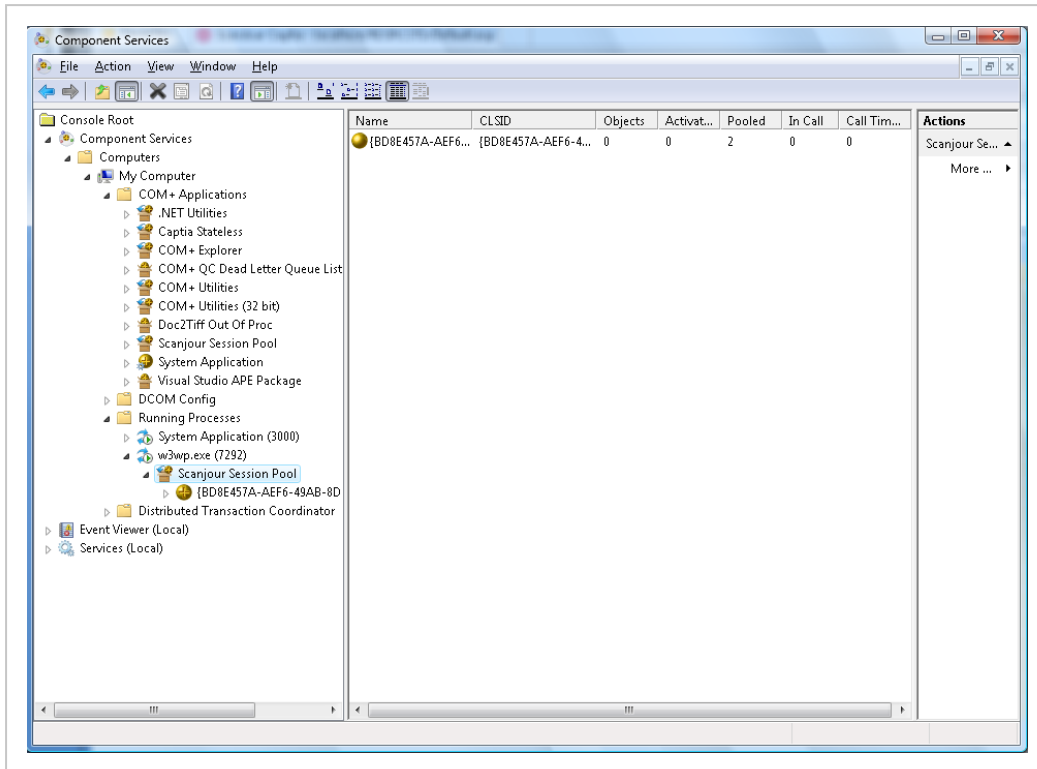 Component Services
File Action View Window Help
Console Root
Component Services
Computers
My Computer
COM+ Applications
.NET Utilities
Captia Stateless
COM+ Explorer
COM+ QC Dead Letter Queue List
COM+ Utilities
COM+ Utilities (32 bit)
Doc2Tiff Out Of Proc
Scanjour Session Pool
System Application
Visual Studio APE Package
DCOM Config
Running Processes
System Application (3000)
w3wp.exe (7292)
Scanjour Session Pool
{BD8E457A-AEF6-49AB-8D
Distributed Transaction Coordinator
Event Viewer (Local)
Services (Local)
Name CLSID Objects Activat... Pooled In Call Call Tim...
{BD8E457A-AEF6... {BD8E457A-AEF6-4... 0 0 2 0 0
Actions
Scanjour Se...
More ...